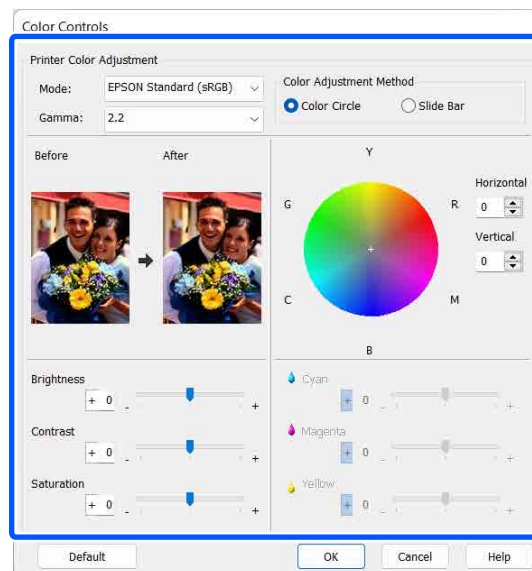 Color Controls
Printer Color Adjustment
Mode: EPSON Standard (sRGB)
Gamma: 2.2
Color Adjustment Method
Color Circle Slide Bar
Before After
Y
G R
C M
B
Horizontal
0
Vertical
0
Brightness
+ 0 - +
Contrast
+ 0 - +
Saturation
+ 0 - +
Cyan
+ 0 - +
Magenta
+ 0 - +
Yellow
+ 0 - +
Default OK Cancel Help